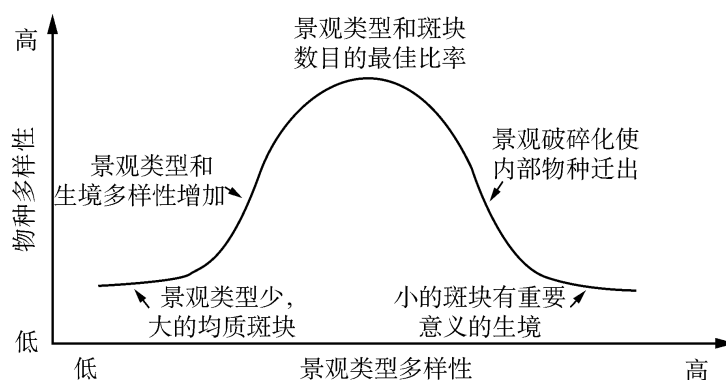 高
景观类型和斑块
数目的最佳比率
物种多样性
景观类型和
生境多样性增加
景观破碎化使
内部物种迁出
景观类型少，
大的均质斑块
小的斑块有重要
意义的生境
低
低
景观类型多样性
高